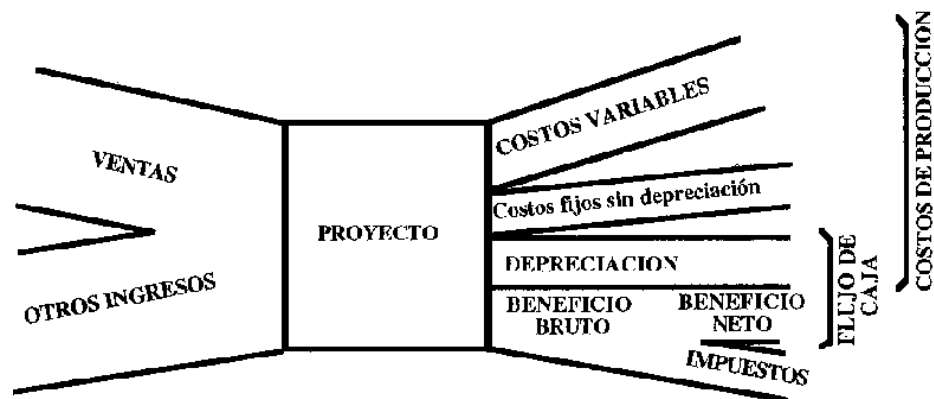 VENTAS
OTROS INGRESOS
PROYECTO
COSTOS VARIABLES
Costos fijos sin depreciación
DEPRECIACION
BENEFICIO
BRUTO
BENEFICIO
NETO
IMPUESTOS
FLUJO DE
CAJA
COSTOS DE PRODUCCION